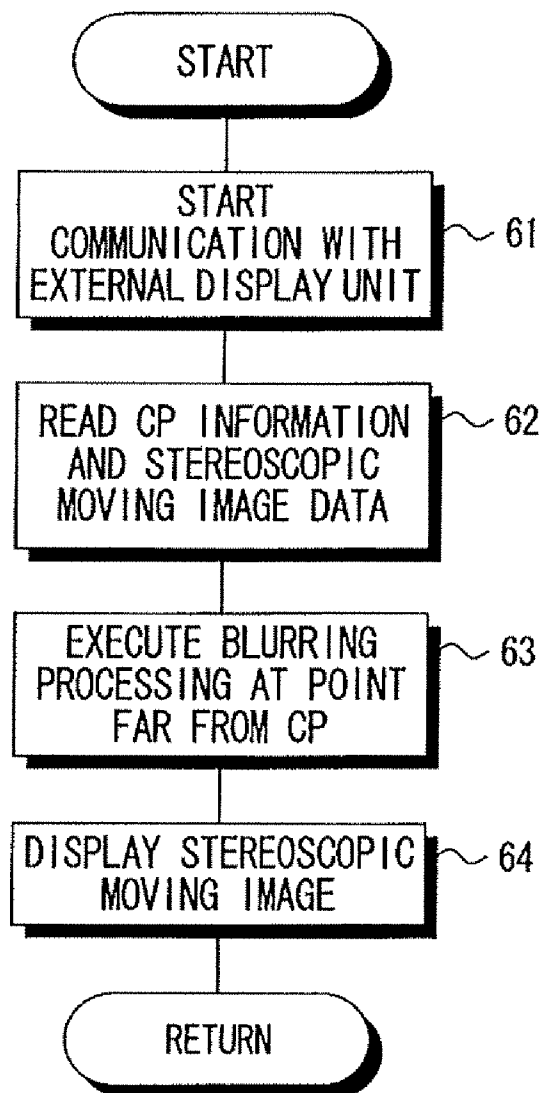 START
START
COMMUNICATION WITH
EXTERNAL DISPLAY UNIT
61
READ CP INFORMATION
AND STEREOSCOPIC
MOVING IMAGE DATA
62
EXECUTE BLURRING
PROCESSING AT POINT
FAR FROM CP
63
DISPLAY STEREOSCOPIC
MOVING IMAGE
64
RETURN